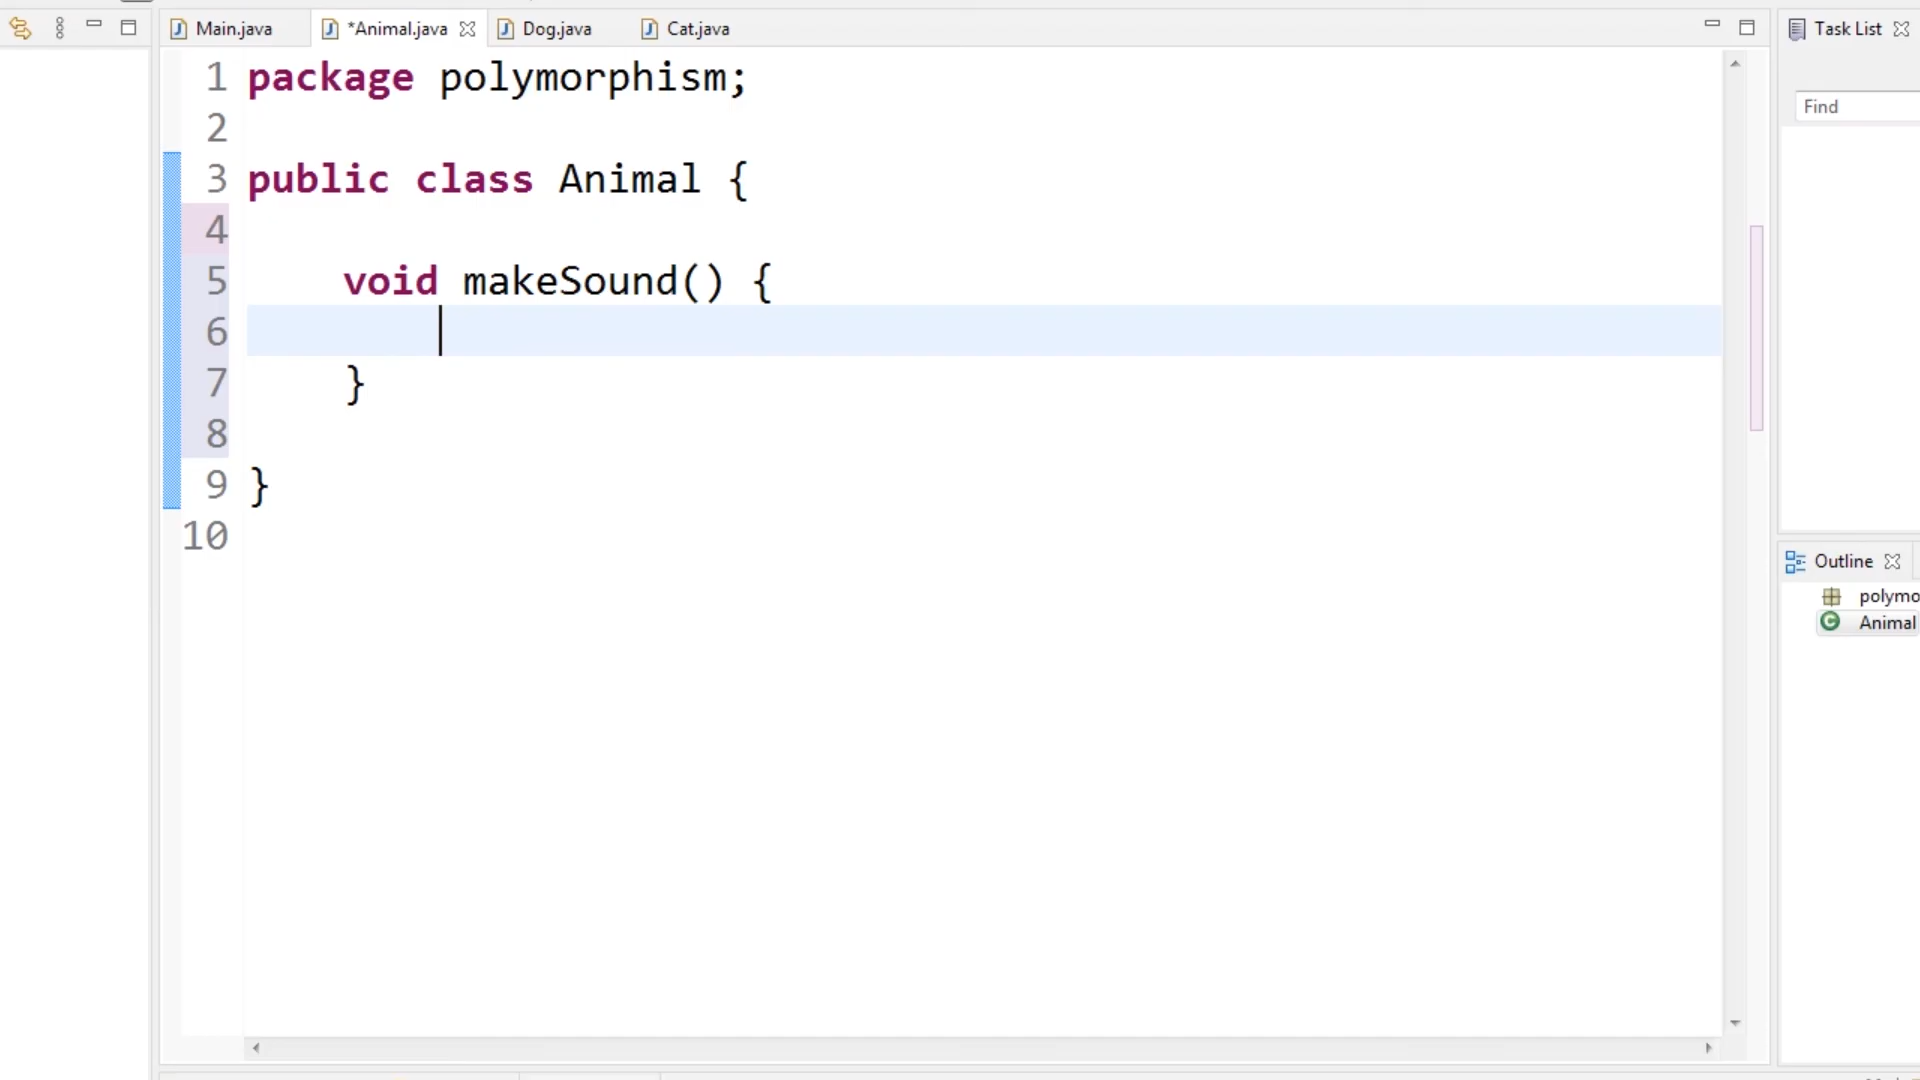 Main.java
*Animal.java
Dog.java
Cat.java
Task List
Find
1 package polymorphism;
2
3 public class Animal {
4
5 void makeSound() {
6
7 }
8
9 }
10
Outline
polymo
Animal